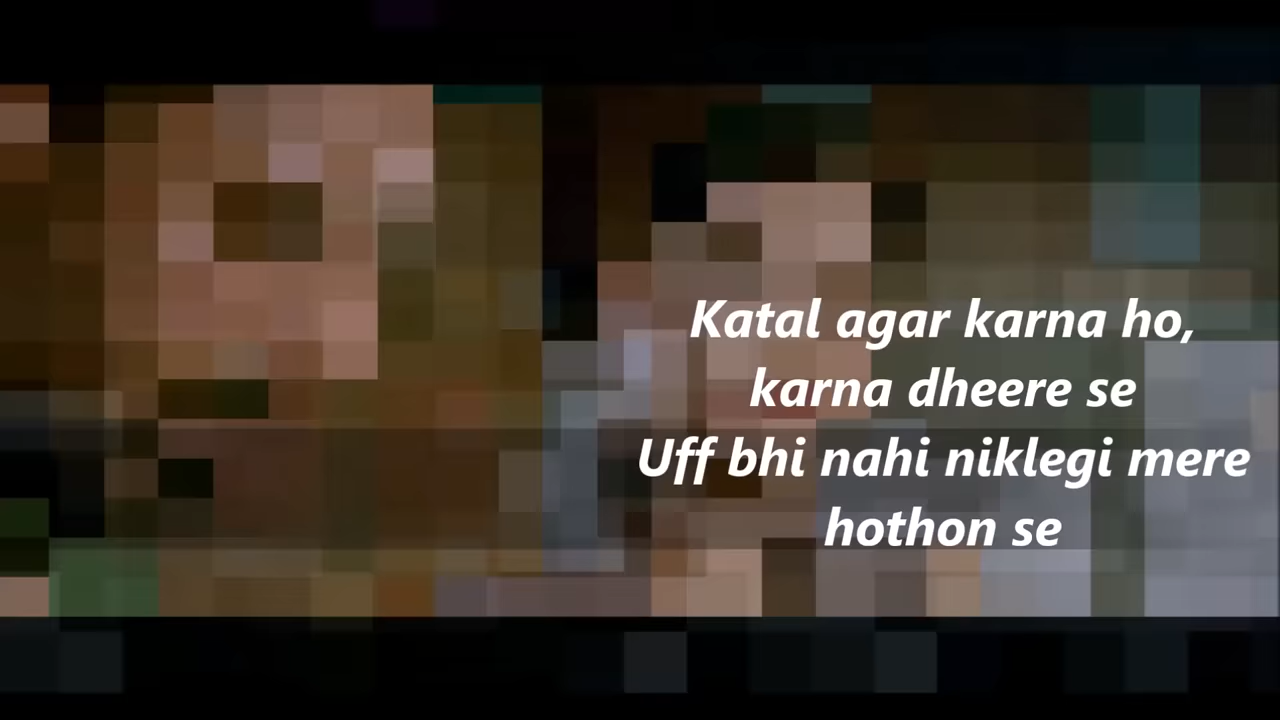 Katal agar karna ho,
karna dheere se
Uff bhi nahi niklegi mere
hothon se